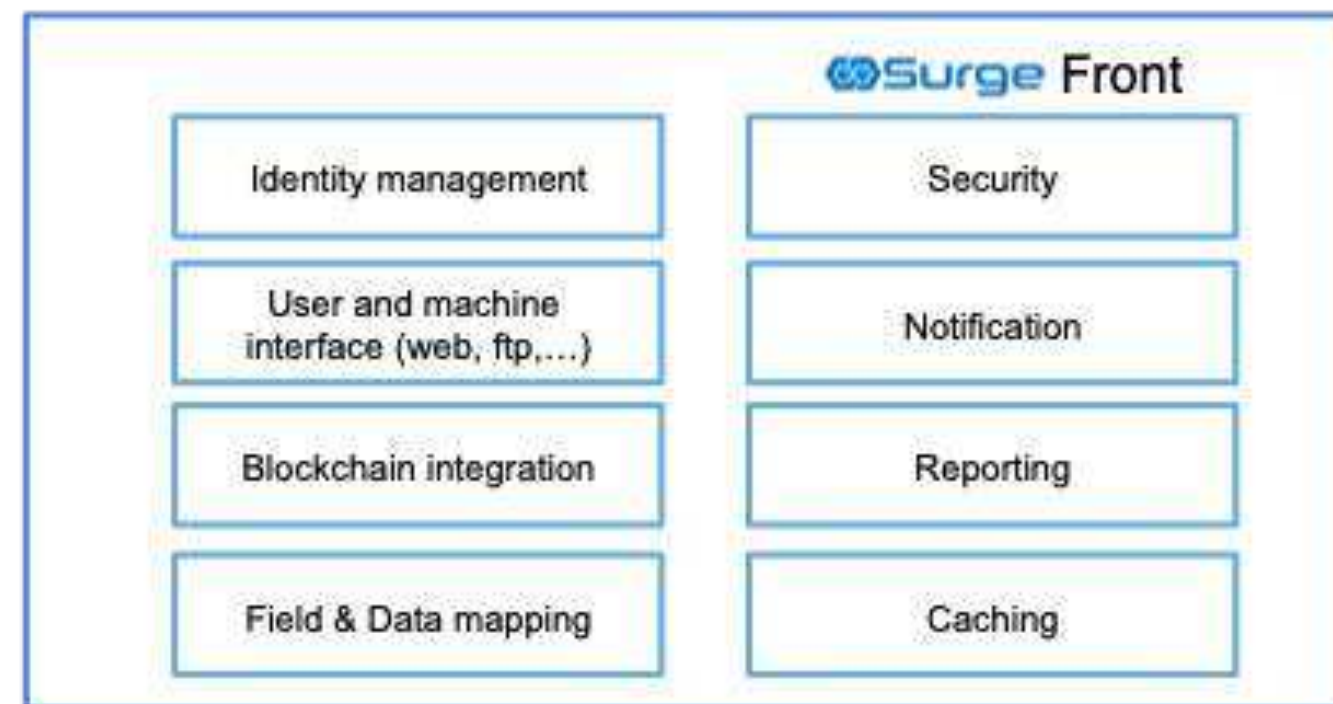 Surge Front
Identity management
Security
User and machine
interface (web, ftp,...)
Notification
Blockchain integration
Reporting
Field & Data mapping
Caching